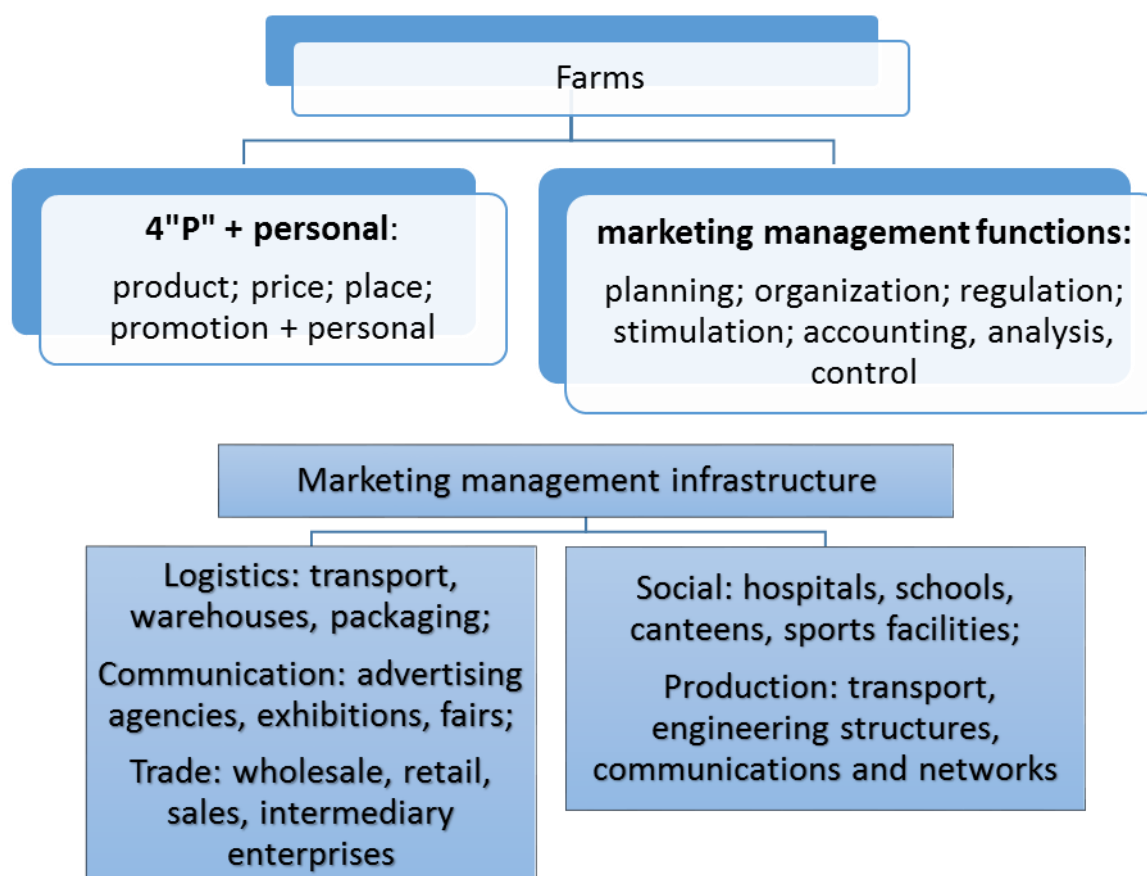 Farms
4"P" + personal:
product; price; place;
promotion + personal
marketing management functions:
planning; organization; regulation;
stimulation; accounting, analysis,
control
Marketing management infrastructure
Logistics: transport,
warehouses, packaging;
Communication: advertising
agencies, exhibitions, fairs;
Trade: wholesale, retail,
sales, intermediary
enterprises
Social: hospitals, schools,
canteens, sports facilities;
Production: transport,
engineering structures,
communications and networks